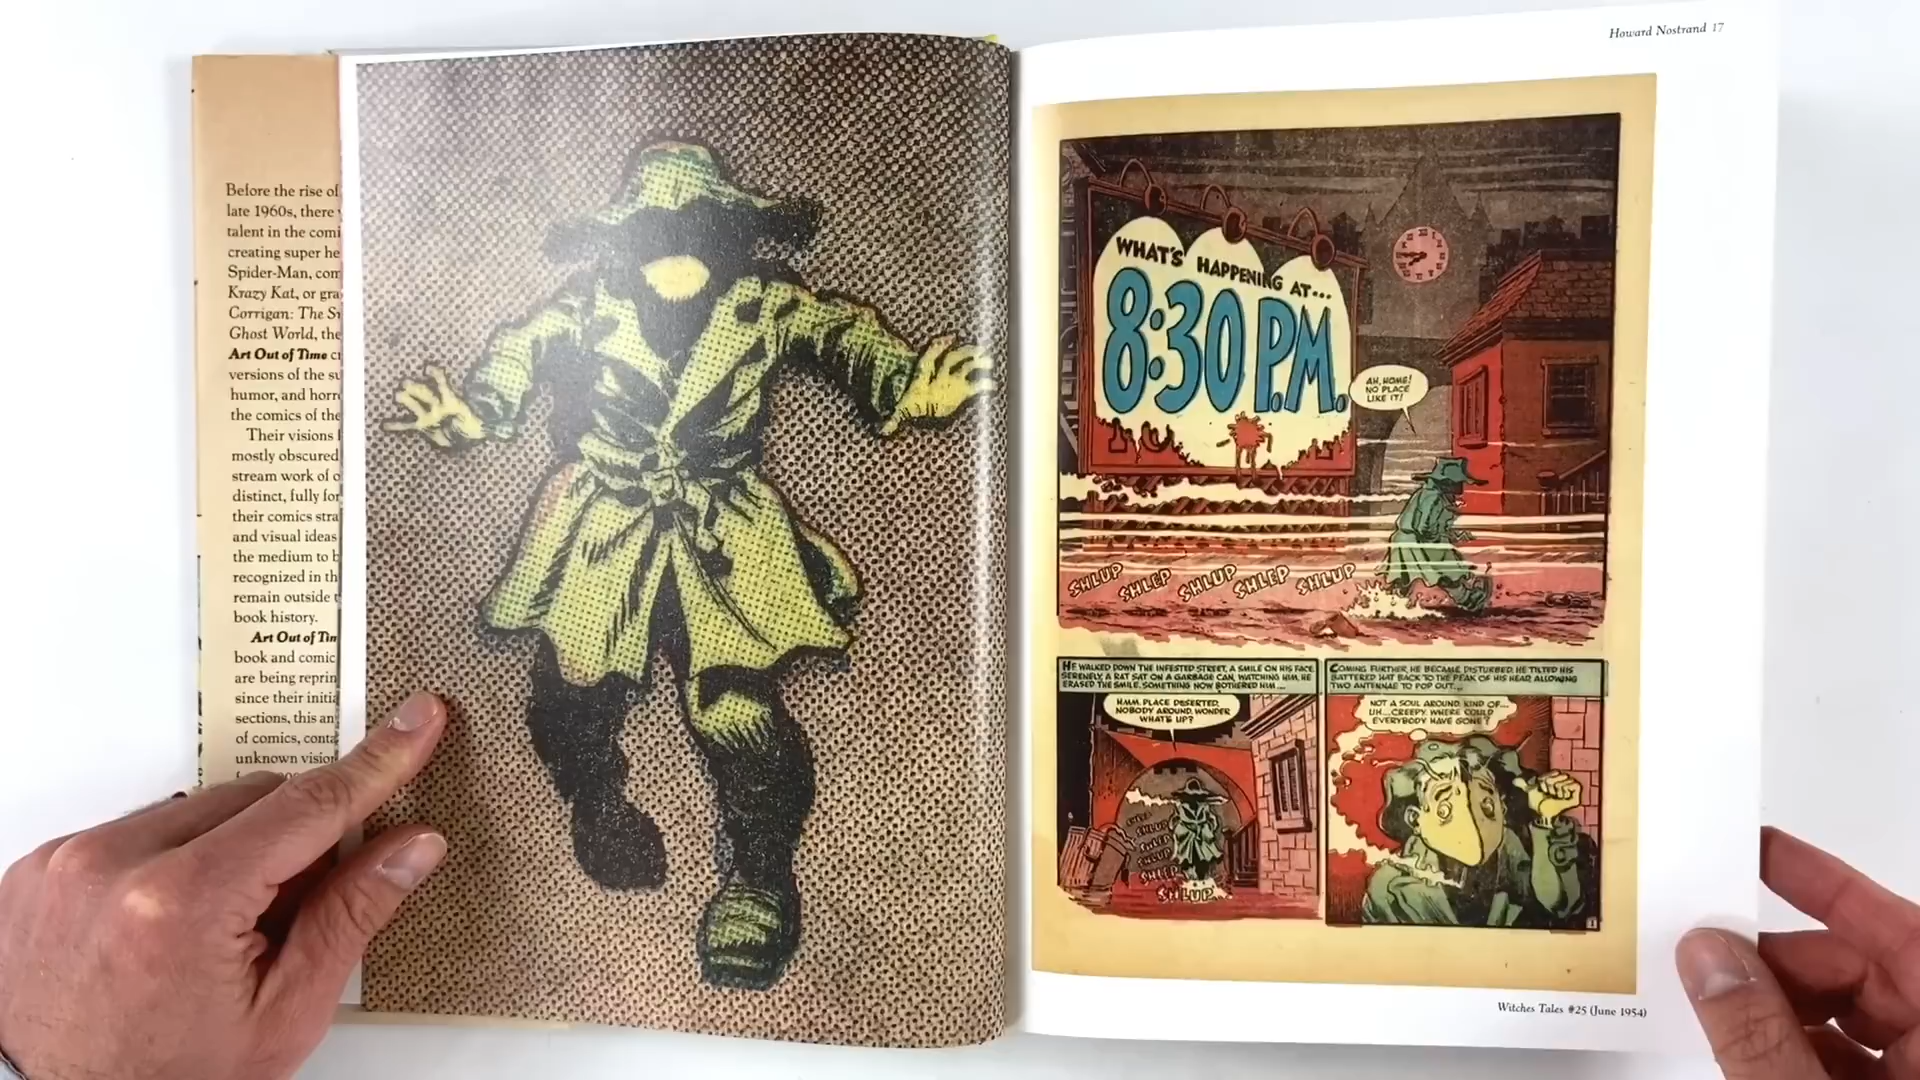 Before the rise of
late 1960s, there
talent in the comi
creating super he
Spider-Man, com
Krazy Kat, or gra
Corrigan: The S
Ghost World, the
Art Out of Time c
versions of the su
humor, and horr
the comics of the
Their visions
mostly obscured
stream work of o
distinct, fully for
their comics stra
and visual ideas
the medium to b
recognized in th
remain outside t
book history.
Art Out of Tim
book and comic
are being reprin
since their initia
sections, this an
of comics, conta
unknown vision
Howard Nostrand 17
WHAT'S HAPPENING AT...
8:30 P.M.
AH, HOME!
NO PLACE
LIKE IT!
SHLUP SHLEP SHLUP SHLEP SHLUP
HE WALKED DOWN THE INFESTED STREET, A SMILE ON HIS FACE.
SERENELY, A RAT SAT ON A GARBAGE CAN, WATCHING HIM. HE
ERASED THE SMILE. SOMETHING NOW BOTHERED HIM...
HMM. PLACE DESERTED.
NOBODY AROUND. WONDER
WHAT'S UP?
SHLUP
SHLEP
SHLUP
SHLEP
SHLUP...
COMING FURTHER, HE BECAME DISTURBED. HE TILTED HIS
BATTERED HAT BACK TO THE PEAK OF HIS HEAD, ALLOWING
TWO ANTENNAE TO POP OUT...
NOT A SOUL AROUND. KIND OF...
UH...CREEPY. WHERE COULD
EVERYBODY HAVE GONE?
1
Witches Tales #25 (June 1954)